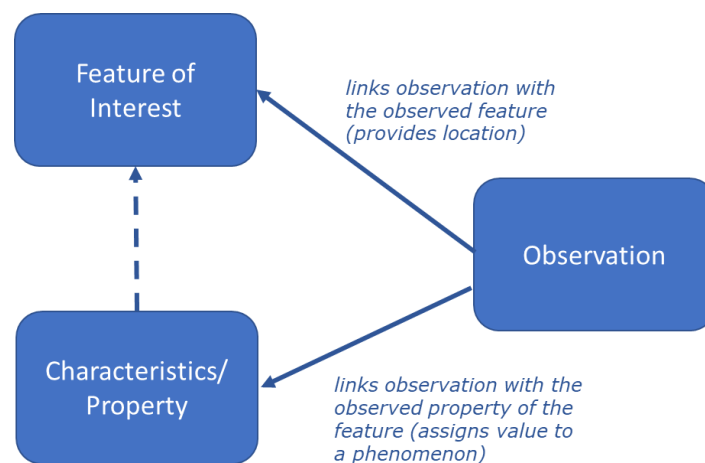 Feature of
Interest
links observation with
the observed feature
(provides location)
Observation
Characteristics/
Property
links observation with the
observed property of the
feature (assigns value to
a phenomenon)